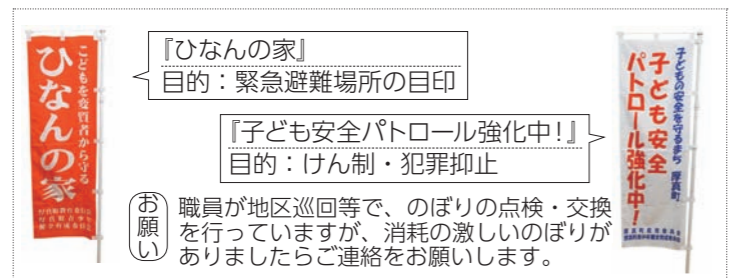 こどもを変質者から守る
ひなんの家
『ひなんの家』
目的：緊急避難場所の目印
『子ども安全パトロール強化中！』
目的：けん制・犯罪抑止
子どもの安全を守るまち 厚真町
子ども安全
パトロール強化中！
お願い
職員が地区巡回等で、のぼりの点検・交換
を行っていますが、消耗の激しいのぼりが
ありましたらご連絡をお願いします。